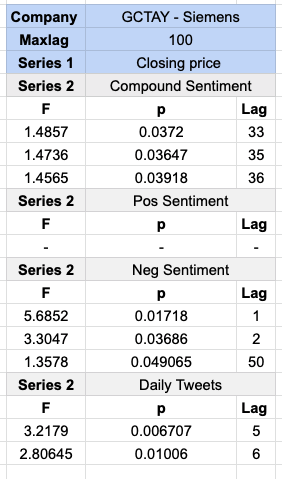 Company GCTAY - Siemens
Maxlag 100
Series 1 Closing price
Series 2 Compound Sentiment
F p Lag
1.4857 0.0372 33
1.4736 0.03647 35
1.4565 0.03918 36
Series 2 Pos Sentiment
F p Lag
- - -
Series 2 Neg Sentiment
F p Lag
5.6852 0.01718 1
3.3047 0.03686 2
1.3578 0.049065 50
Series 2 Daily Tweets
F p Lag
3.2179 0.006707 5
2.80645 0.01006 6